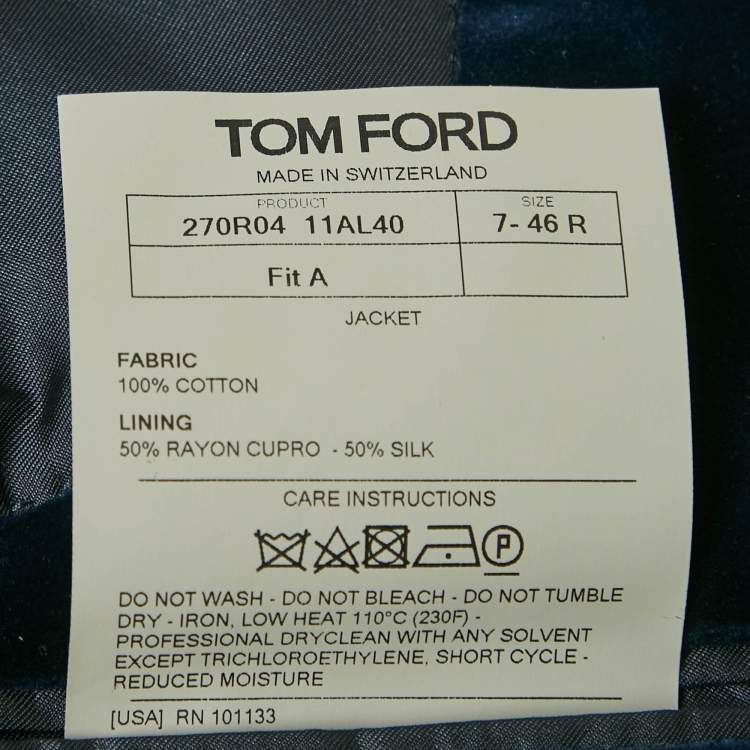 TOM FORD
MADE IN SWITZERLAND
PRODUCT SIZE
270R04 11AL40 7- 46 R
Fit A
JACKET
FABRIC
100% COTTON
LINING
50% RAYON CUPRO - 50% SILK
CARE INSTRUCTIONS
P
DO NOT WASH - DO NOT BLEACH - DO NOT TUMBLE
DRY - IRON, LOW HEAT 110°C (230F) -
PROFESSIONAL DRYCLEAN WITH ANY SOLVENT
EXCEPT TRICHLOROETHYLENE, SHORT CYCLE -
REDUCED MOISTURE
[USA] RN 101133